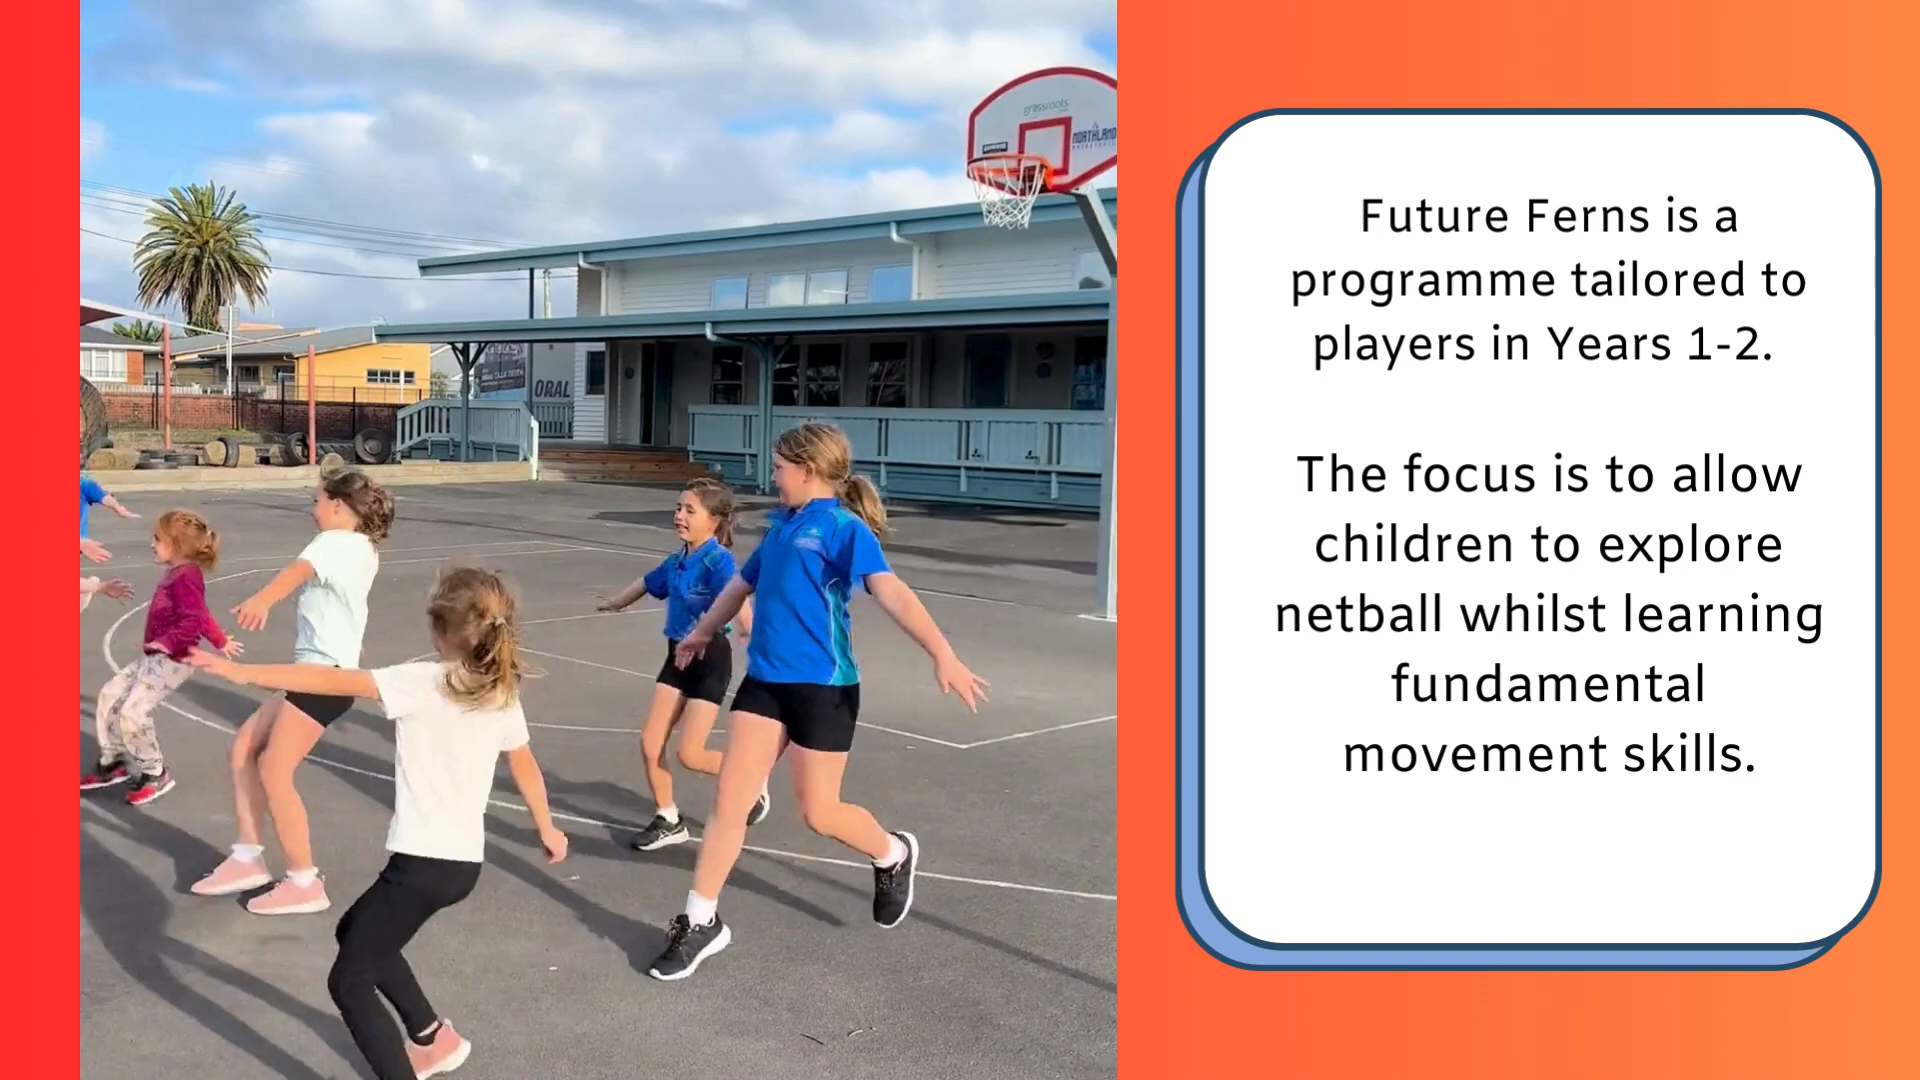 grassroots
NORTHLAND
ORAL
Future Ferns is a
programme tailored to
players in Years 1-2.
The focus is to allow
children to explore
netball whilst learning
fundamental
movement skills.